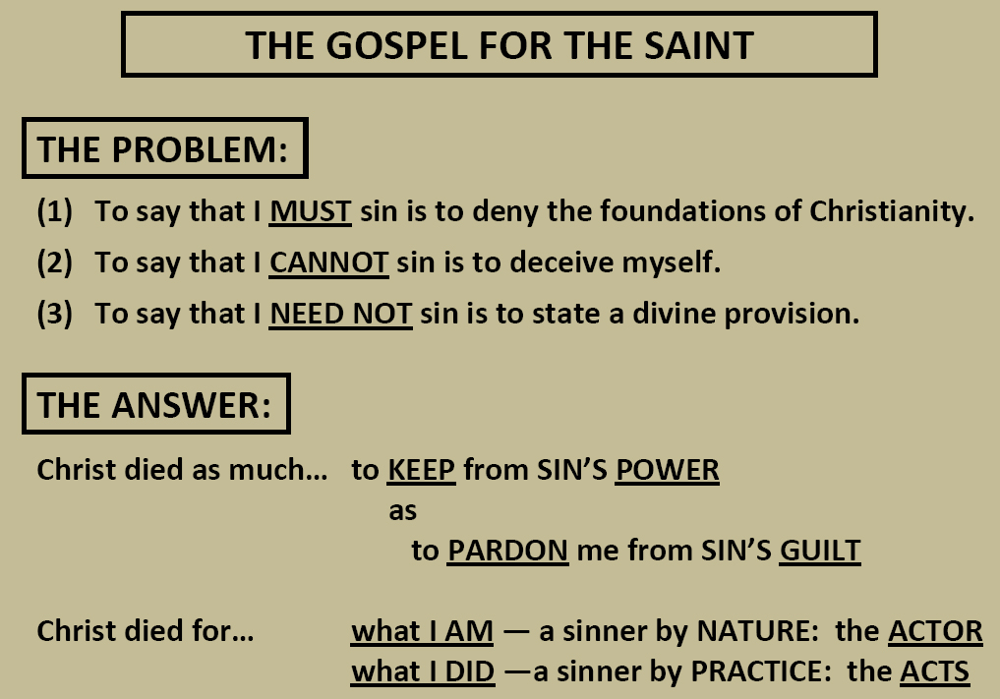 THE GOSPEL FOR THE SAINT
THE PROBLEM:
(1) To say that I MUST sin is to deny the foundations of Christianity.
(2) To say that I CANNOT sin is to deceive myself.
(3) To say that I NEED NOT sin is to state a divine provision.
THE ANSWER:
Christ died as much... to KEEP from SIN'S POWER
as
to PARDON me from SIN'S GUILT
Christ died for... what I AM — a sinner by NATURE: the ACTOR
what I DID —a sinner by PRACTICE: the ACTS